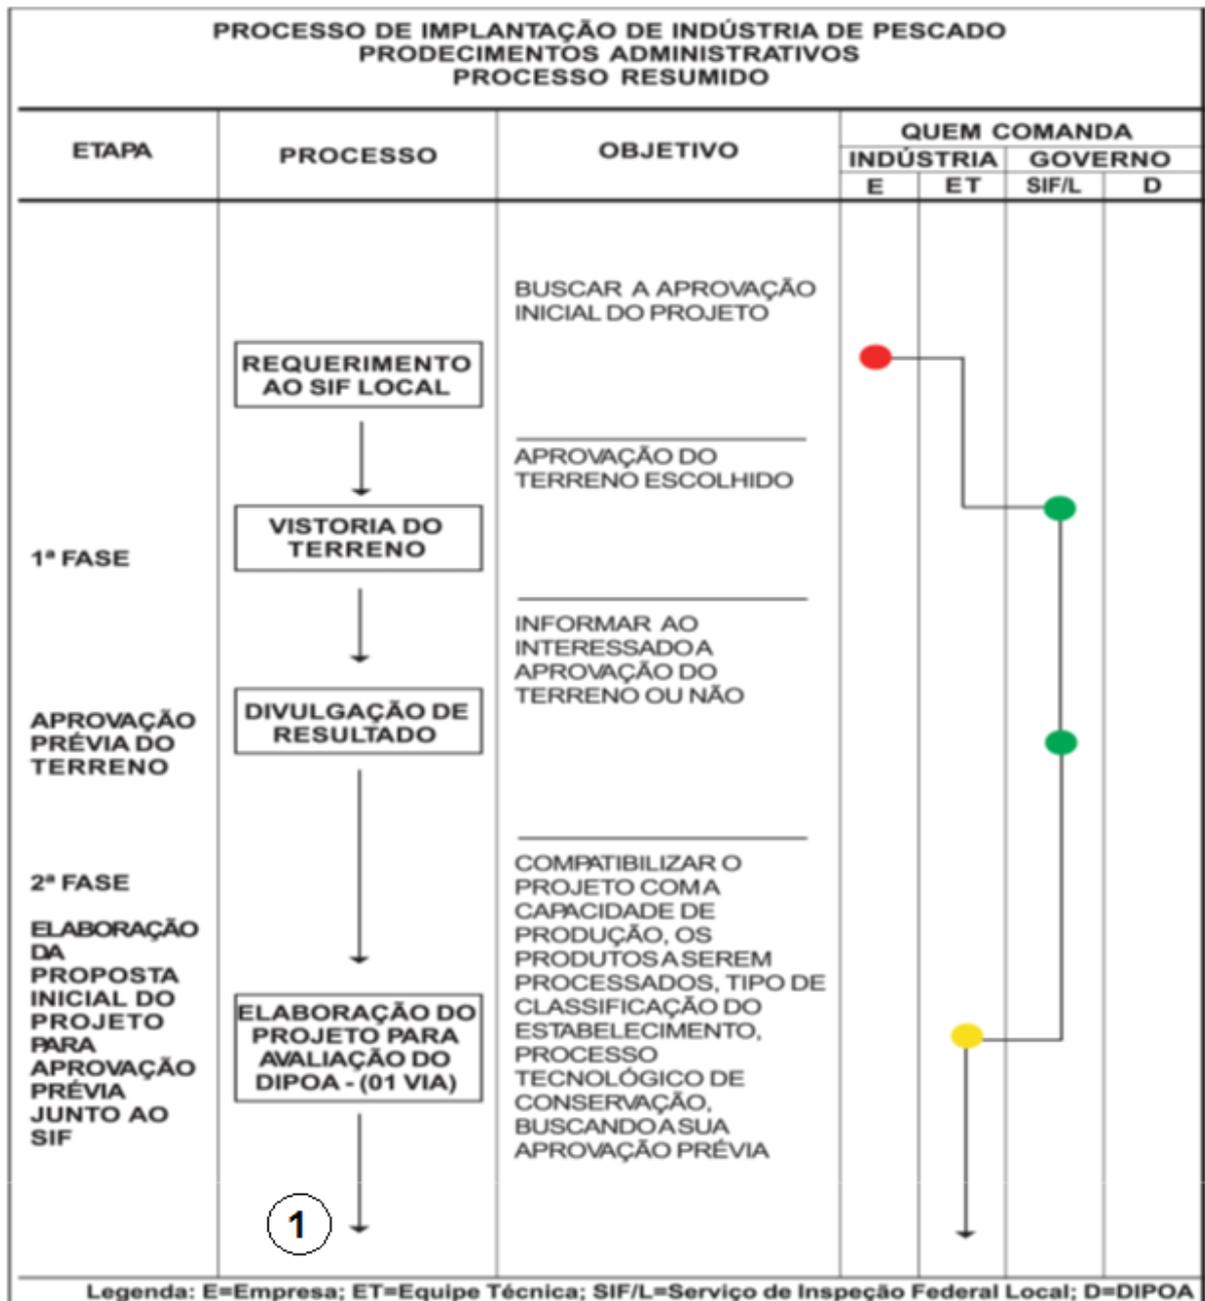 PROCESSO DE IMPLANTAÇÃO DE INDÚSTRIA DE PESCADO
PRODECIMENTOS ADMINISTRATIVOS
PROCESSO RESUMIDO
ETAPA
PROCESSO
OBJETIVO
QUEM COMANDA
INDÚSTRIA
GOVERNO
E
ET
SIF/L
D
BUSCAR A APROVAÇÃO
INICIAL DO PROJETO
REQUERIMENTO
AO SIF LOCAL
APROVAÇÃO DO
TERRENO ESCOLHIDO
1ª FASE
VISTORIA DO
TERRENO
INFORMAR AO
INTERESSADO A
APROVAÇÃO DO
TERRENO OU NÃO
APROVAÇÃO
PRÉVIA DO
TERRENO
DIVULGAÇÃO DE
RESULTADO
2ª FASE
ELABORAÇÃO
DA
PROPOSTA
INICIAL DO
PROJETO
PARA
APROVAÇÃO
PRÉVIA
JUNTO AO
SIF
ELABORAÇÃO DO
PROJETO PARA
AVALIAÇÃO DO
DIPOA - (01 VIA)
COMPATIBILIZAR O
PROJETO COM A
CAPACIDADE DE
PRODUÇÃO, OS
PRODUTOS A SEREM
PROCESSADOS, TIPO DE
CLASSIFICAÇÃO DO
ESTABELECIMENTO,
PROCESSO
TECNOLÓGICO DE
CONSERVAÇÃO,
BUSCANDO A SUA
APROVAÇÃO PRÉVIA
1
Legenda: E=Empresa; ET=Equipe Técnica; SIF/L=Serviço de Inspeção Federal Local; D=DIPOA